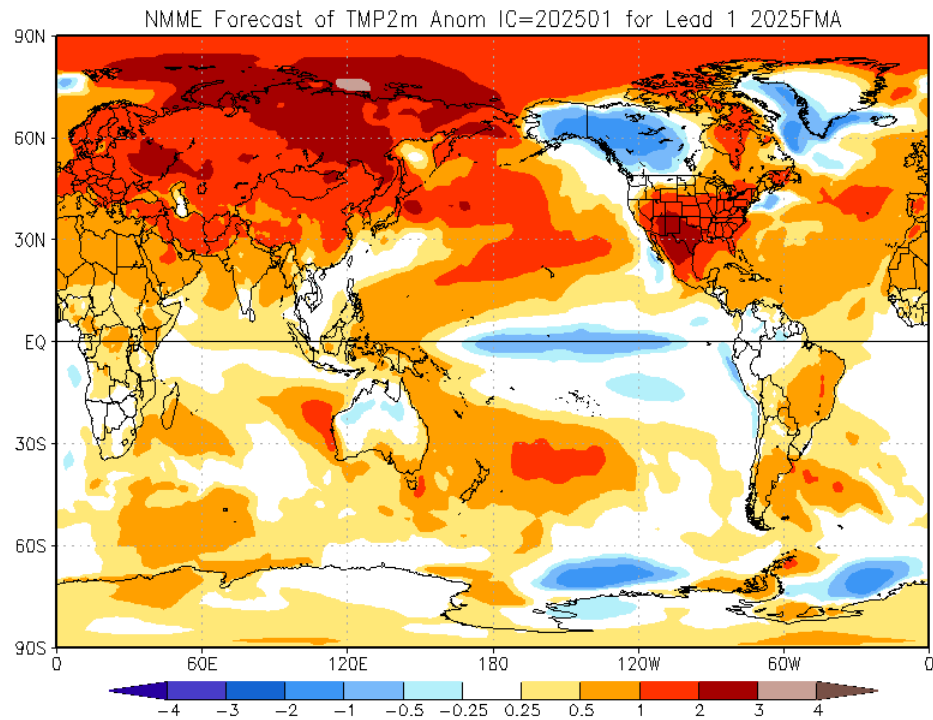 NMME Forecast of TMP2m Anom IC=202501 for Lead 1 2025FMA
90N
60N
30N
EQ
30S
60S
90S
0 60E 120E 180 120W 60W 0
-4 -3 -2 -1 -0.5 -0.25 0.25 0.5 1 2 3 4